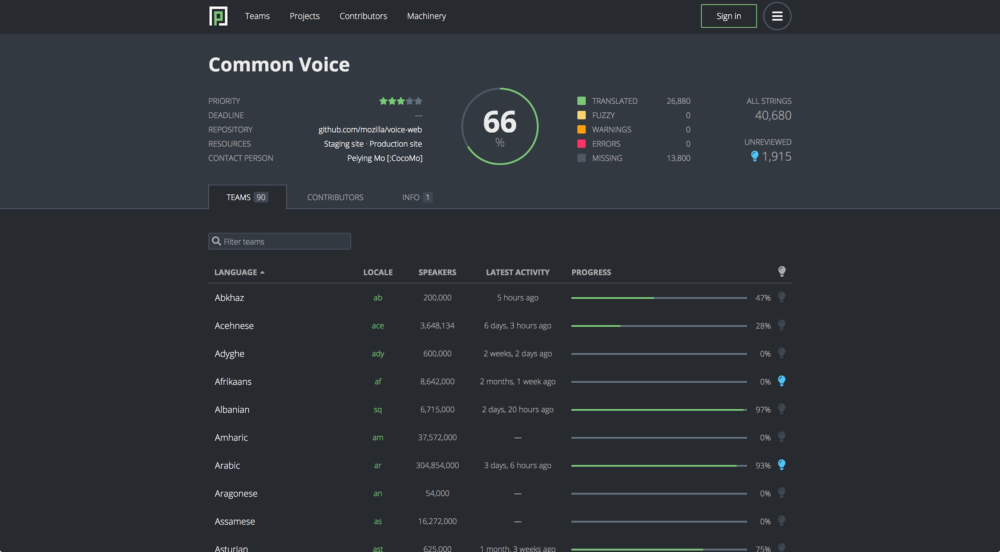 Teams Projects Contributors Machinery Sign in
Common Voice
PRIORITY
DEADLINE —
REPOSITORY github.com/mozilla/voice-web
RESOURCES Staging site · Production site
CONTACT PERSON Peiying Mo [:CocoMo]
66
%
TRANSLATED 26,880
FUZZY 0
WARNINGS 0
ERRORS 0
MISSING 13,800
ALL STRINGS
40,680
UNREVIEWED
1,915
TEAMS 90 CONTRIBUTORS INFO 1
Filter teams
LANGUAGE LOCALE SPEAKERS LATEST ACTIVITY PROGRESS
Abkhaz ab 200,000 5 hours ago 47%
Acehnese ace 3,648,134 6 days, 3 hours ago 28%
Adyghe ady 600,000 2 weeks, 2 days ago 0%
Afrikaans af 8,642,000 2 months, 1 week ago 0%
Albanian sq 6,715,000 2 days, 20 hours ago 97%
Amharic am 37,572,000 — 0%
Arabic ar 304,854,000 3 days, 6 hours ago 93%
Aragonese an 54,000 — 0%
Assamese as 16,272,000 — 0%
Asturian ast 625,000 1 month, 3 weeks ago 75%